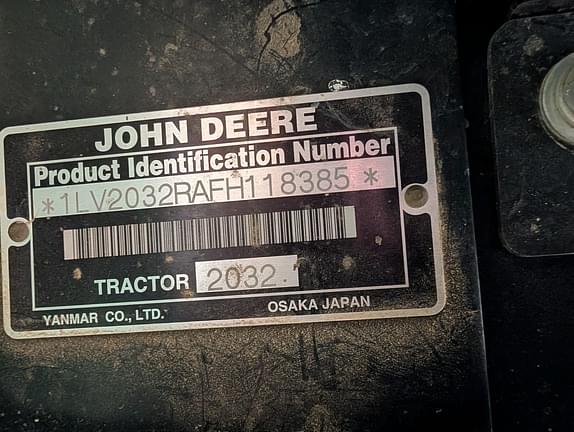 JOHN DEERE
Product Identification Number
*1LV2032RAFH118385*
TRACTOR 2032.
YANMAR CO., LTD. OSAKA JAPAN